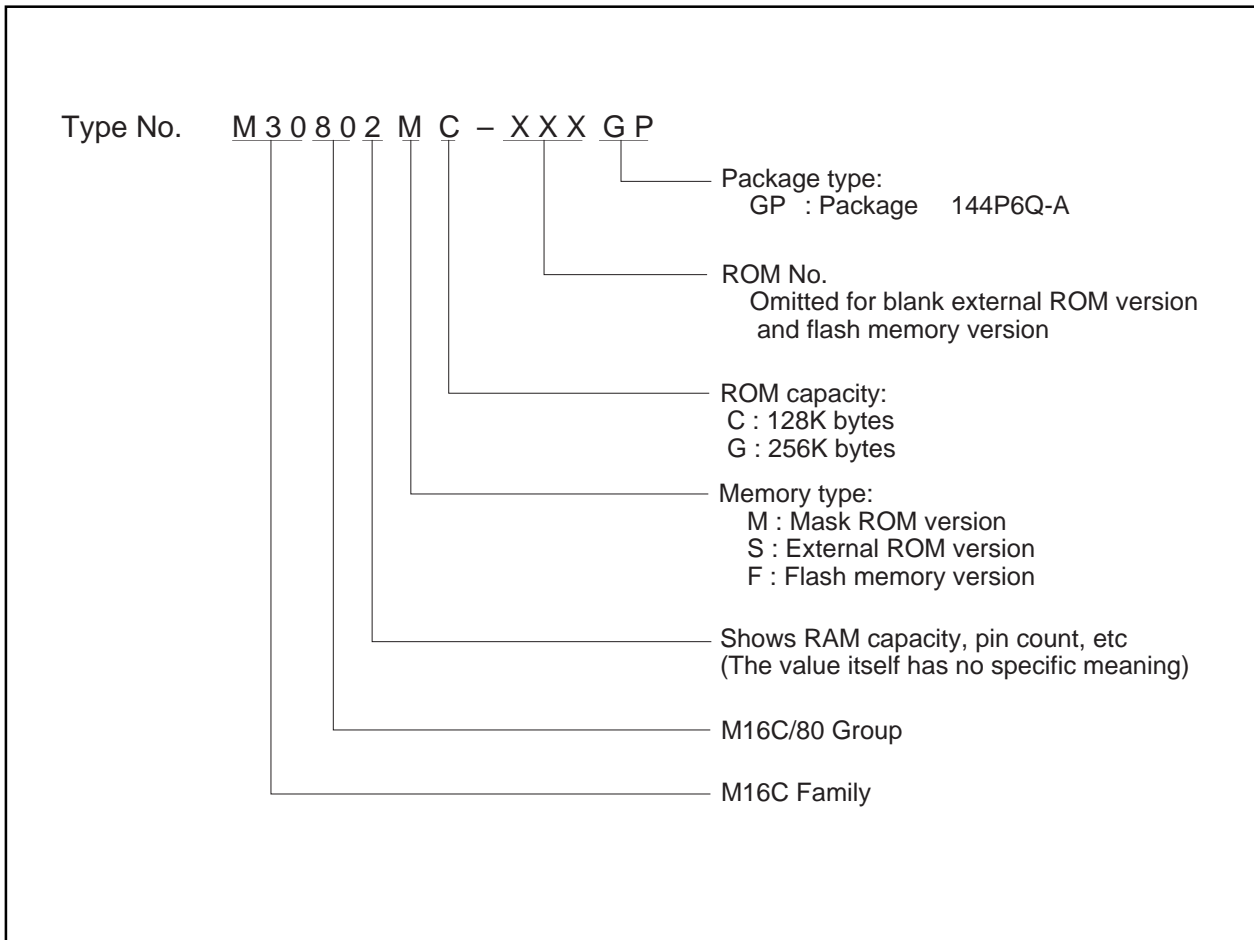 Type No. M 3 0 8 0 2 M C – X X X G P
Package type:
GP : Package 144P6Q-A
ROM No.
Omitted for blank external ROM version
and flash memory version
ROM capacity:
C : 128K bytes
G : 256K bytes
Memory type:
M : Mask ROM version
S : External ROM version
F : Flash memory version
Shows RAM capacity, pin count, etc
(The value itself has no specific meaning)
M16C/80 Group
M16C Family